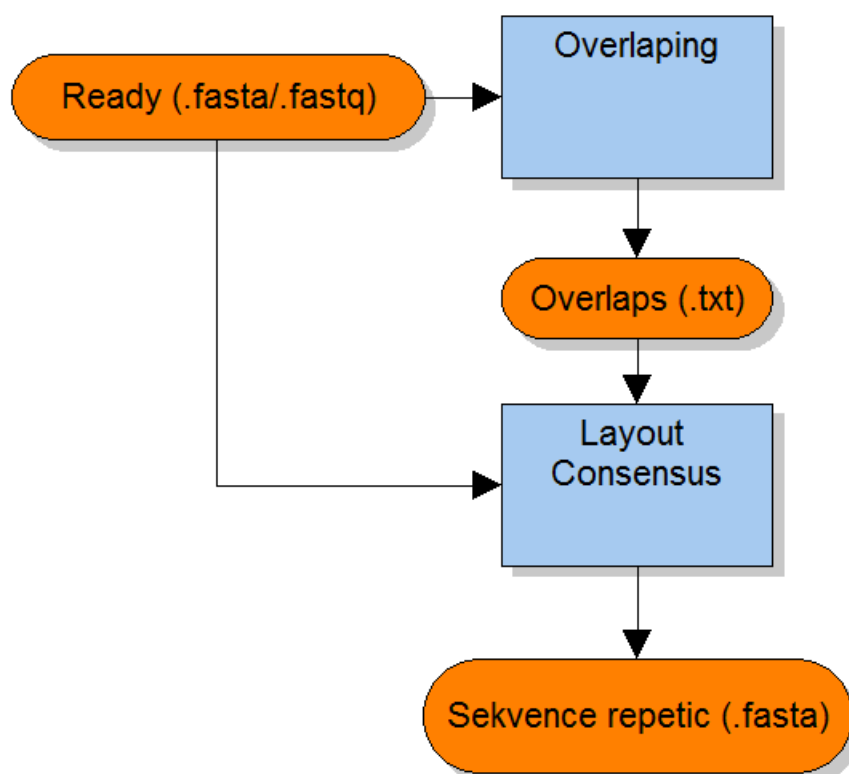 Overlaping
Ready (.fasta/.fastq)
Overlaps (.txt)
Layout
Consensus
Sekvence repetic (.fasta)